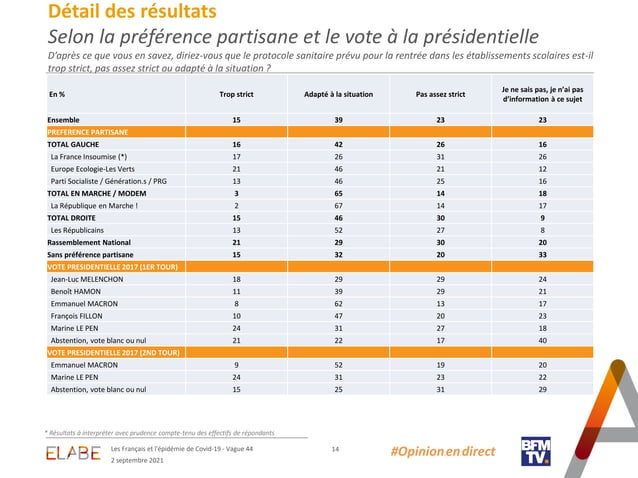 Détail des résultats
Selon la préférence partisane et le vote à la présidentielle
D'après ce que vous en savez, diriez-vous que le protocole sanitaire prévu pour la rentrée dans les établissements scolaires est-il
trop strict, pas assez strict ou adapté à la situation ?
En % Trop strict Adapté à la situation Pas assez strict Je ne sais pas, je n'ai pas
d'information à ce sujet
Ensemble 15 39 23 23
PREFERENCE PARTISANE
TOTAL GAUCHE 16 42 26 16
La France Insoumise (*) 17 26 31 26
Europe Ecologie-Les Verts 21 46 21 12
Parti Socialiste / Génération.s / PRG 13 46 25 16
TOTAL EN MARCHE / MODEM 3 65 14 18
La République en Marche ! 2 67 14 17
TOTAL DROITE 15 46 30 9
Les Républicains 13 52 27 8
Rassemblement National 21 29 30 20
Sans préférence partisane 15 32 20 33
VOTE PRESIDENTIELLE 2017 (1ER TOUR)
Jean-Luc MELENCHON 18 29 29 24
Benoît HAMON 11 39 29 21
Emmanuel MACRON 8 62 13 17
François FILLON 10 47 20 23
Marine LE PEN 24 31 27 18
Abstention, vote blanc ou nul 21 22 17 40
VOTE PRESIDENTIELLE 2017 (2ND TOUR)
Emmanuel MACRON 9 52 19 20
Marine LE PEN 24 31 23 22
Abstention, vote blanc ou nul 15 25 31 29
* Résultats à interpréter avec prudence compte-tenu des effectifs de répondants
ELABE
Les Français et l'épidémie de Covid-19 - Vague 44
2 septembre 2021
14
#Opinionendirect
BFM
TV.